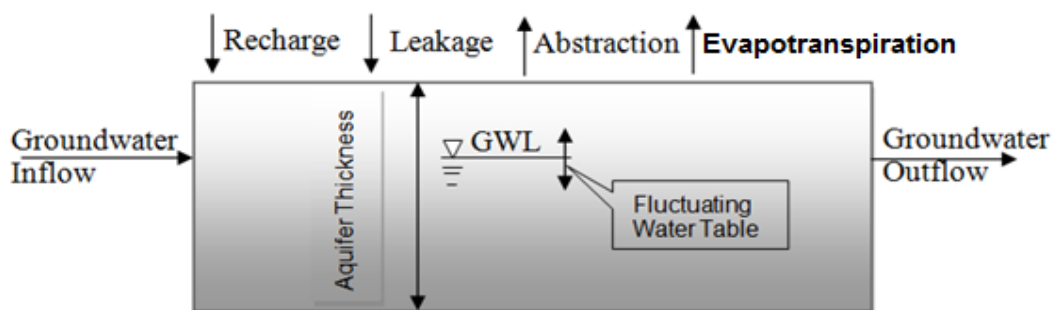 Recharge
Leakage
Abstraction
Evapotranspiration
Groundwater
Inflow
Aquifer Thickness
GWL
Fluctuating
Water Table
Groundwater
Outflow